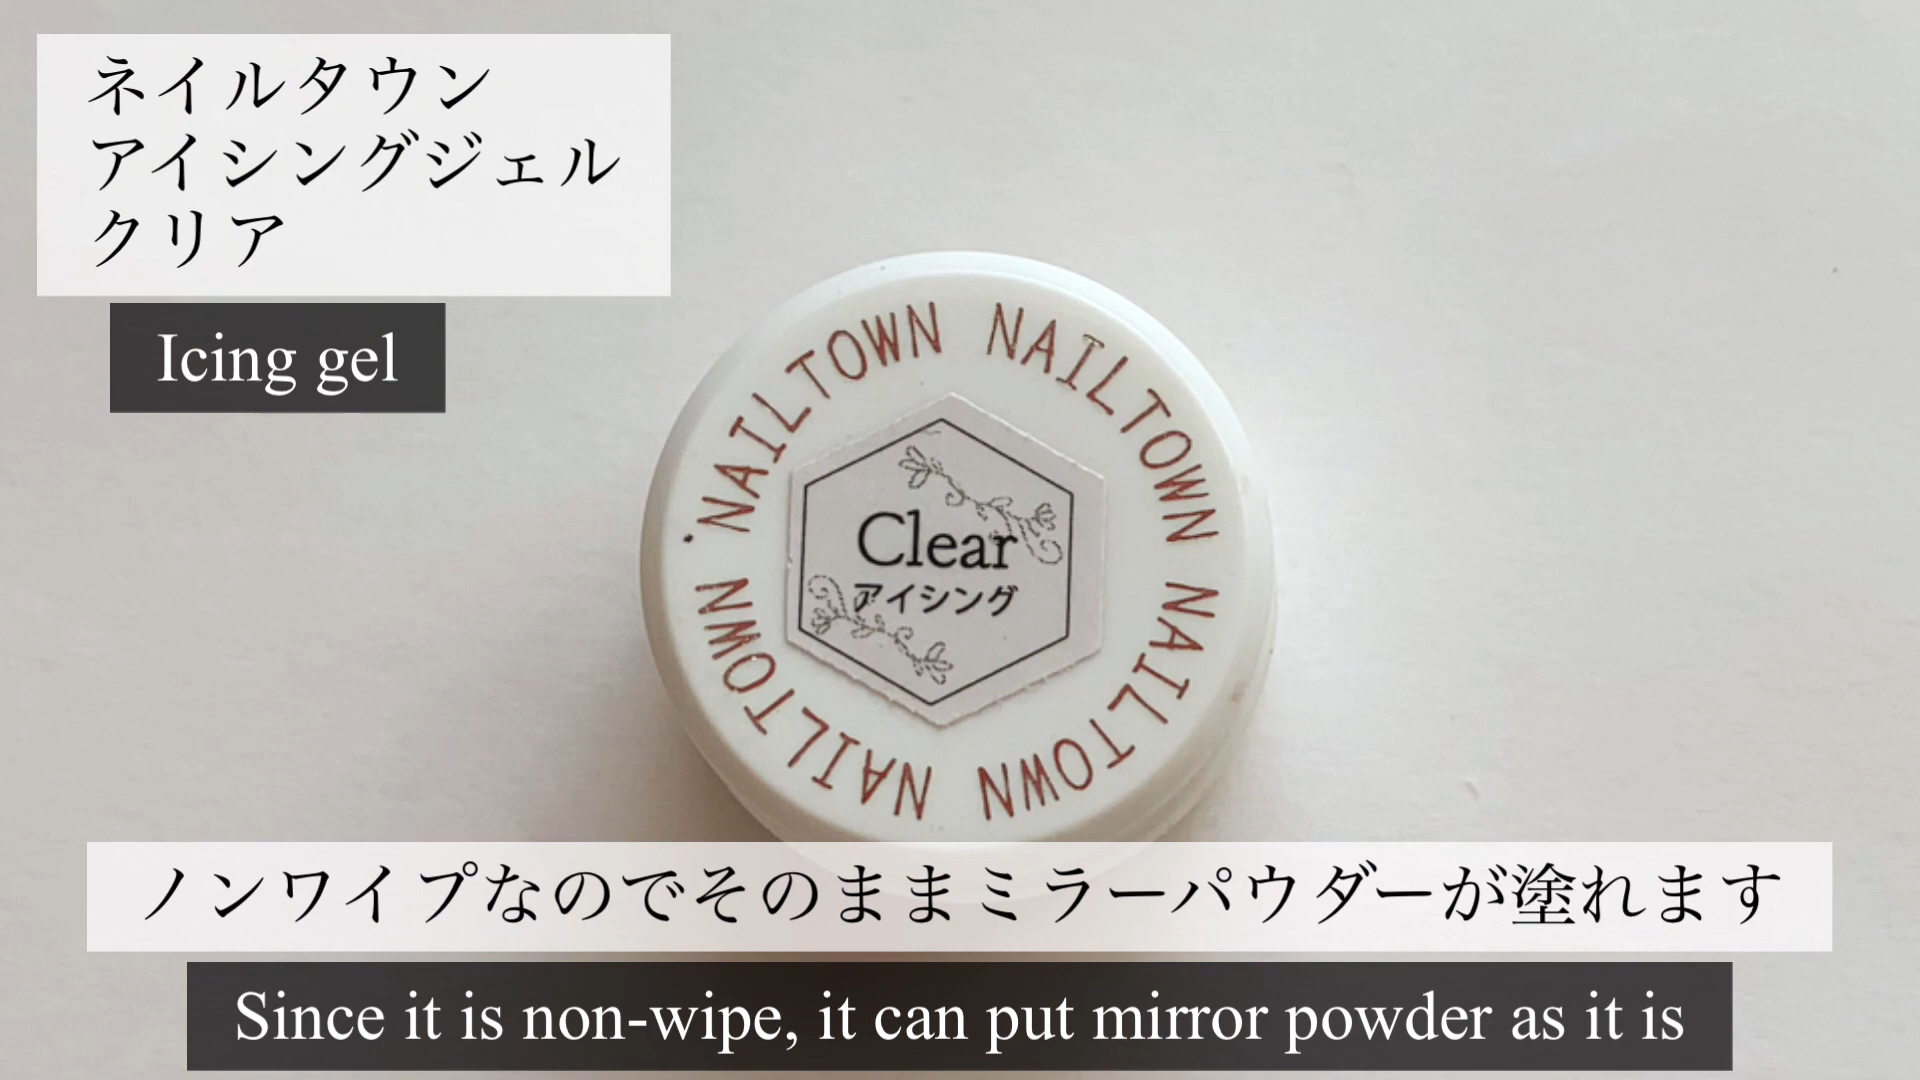 ネイルタウン
アイシングジェル
クリア
Icing gel
NAILTOWN NAILTOWN NAILTOWN NAILTOWN
Clear
アイシング
ノンワイプなのでそのままミラーパウダーが塗れます
Since it is non-wipe, it can put mirror powder as it is